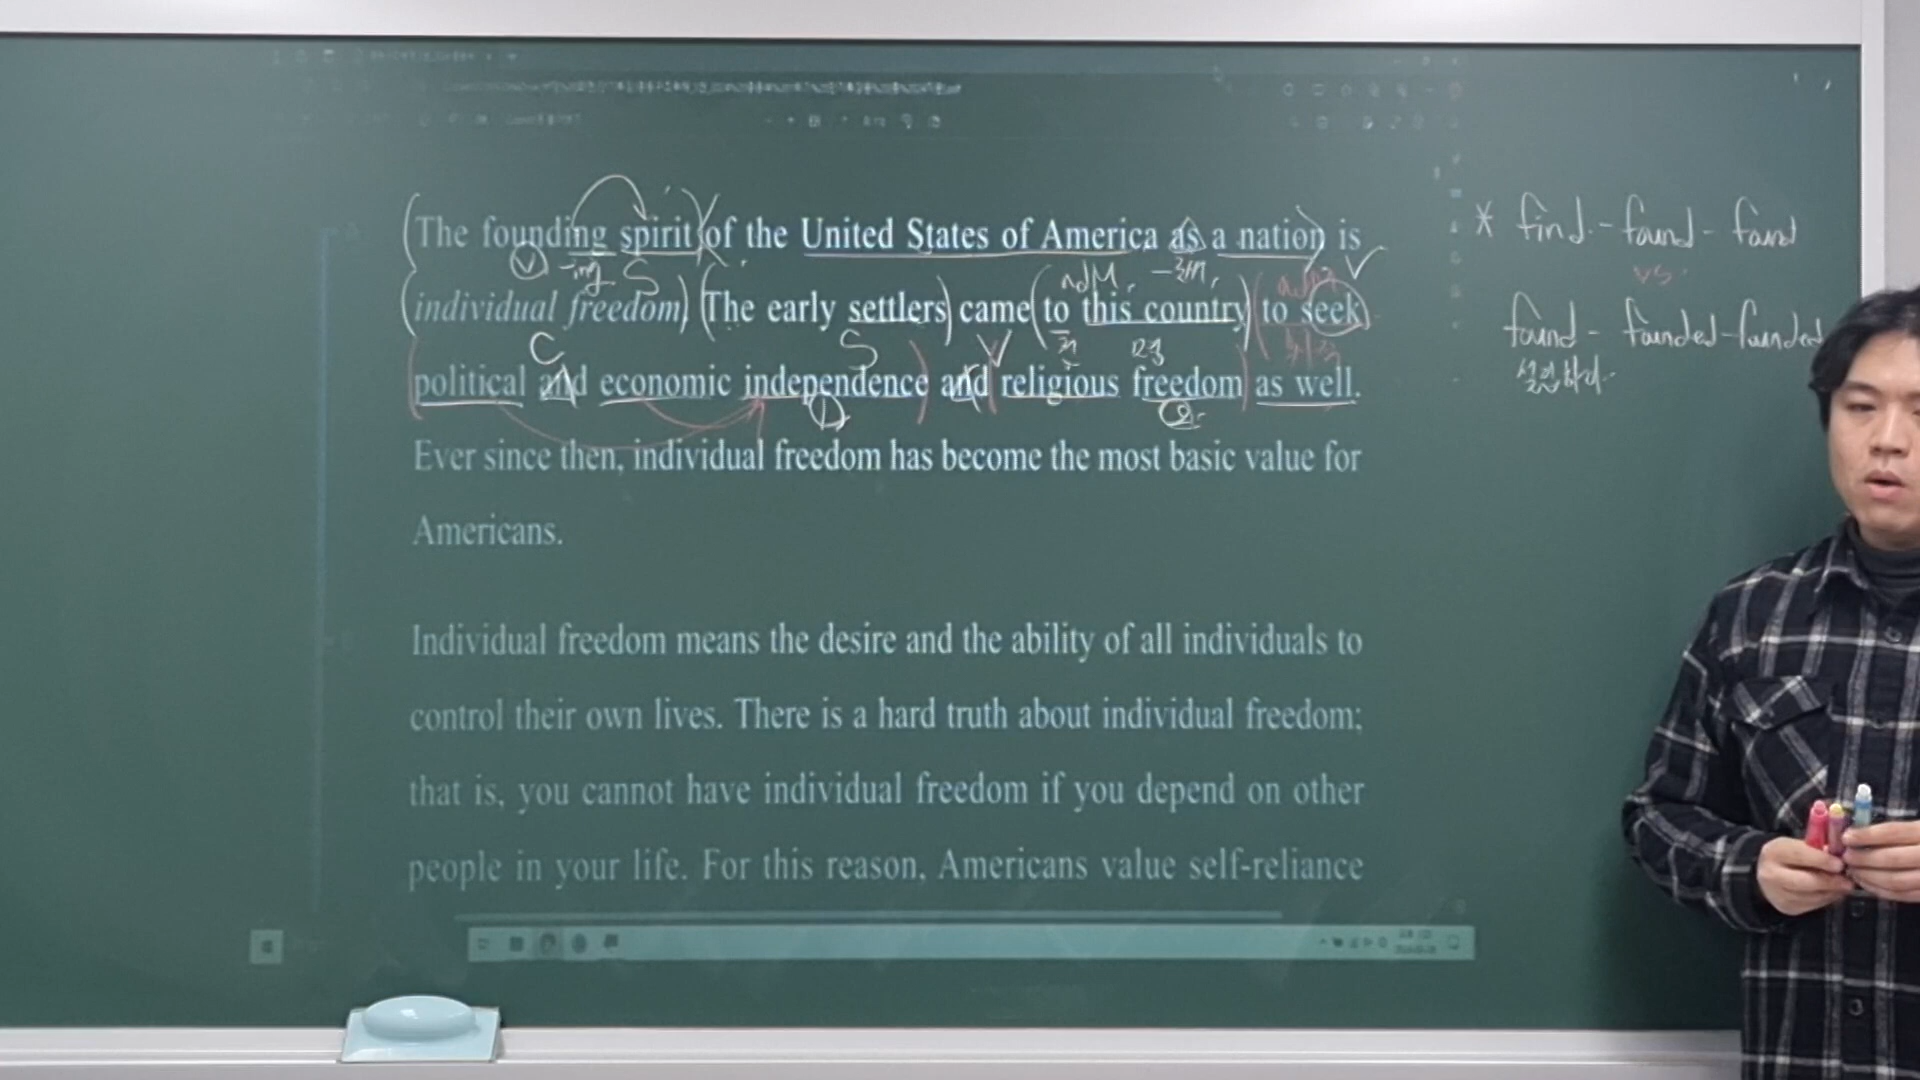 The founding spirit of the United States of America as a nation is
individual freedom. The early settlers came to this country to seek
political and economic independence and religious freedom as well.
Ever since then, individual freedom has become the most basic value for
Americans.
Individual freedom means the desire and the ability of all individuals to
control their own lives. There is a hard truth about individual freedom;
that is, you cannot have individual freedom if you depend on other
people in your life. For this reason, Americans value self-reliance
V -ing S V
C S V
① ②
* find - found - found
vs.
found - founded - founded
설립하다.